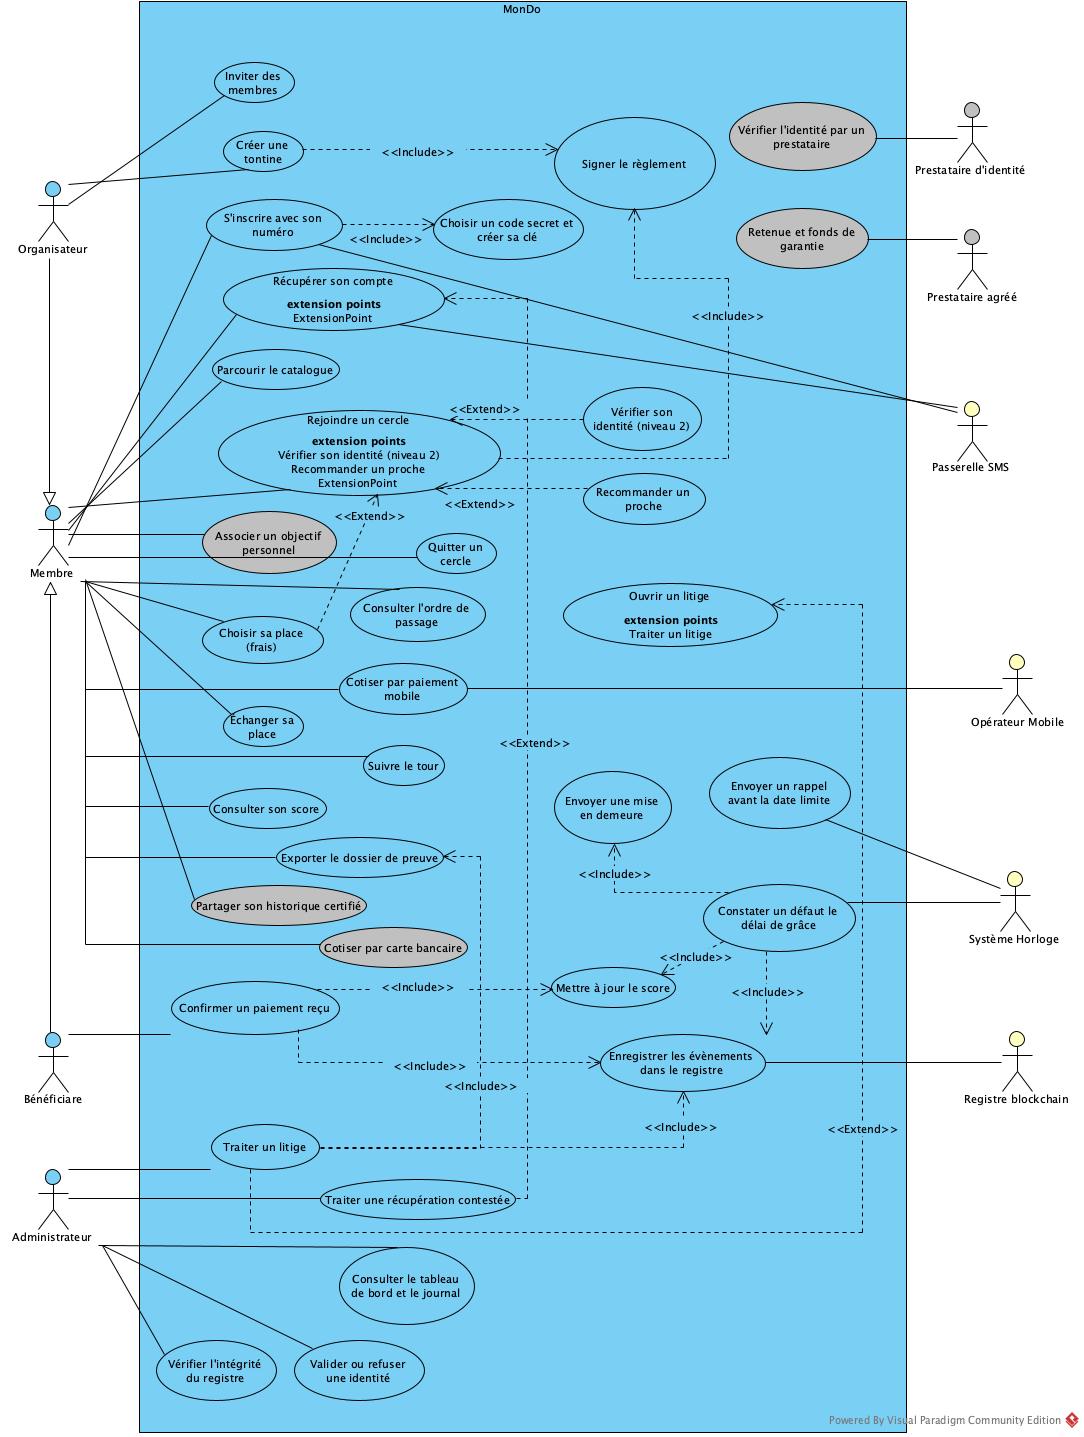 MonDo
Inviter des
membres
Créer une
tontine
<<Include>>
Signer le règlement
Vérifier l'identité par un
prestataire
Prestataire d'identité
Organisateur
S'inscrire avec son
numéro
<<Include>>
Choisir un code secret et
créer sa clé
Retenue et fonds de
garantie
Prestataire agréé
Récupérer son compte
extension points
ExtensionPoint
<<Include>>
Parcourir le catalogue
Rejoindre un cercle
extension points
Vérifier son identité (niveau 2)
Recommander un proche
ExtensionPoint
<<Extend>>
Vérifier son
identité (niveau 2)
Passerelle SMS
<<Extend>>
Recommander un
proche
<<Extend>>
Membre
Associer un objectif
personnel
Quitter un
cercle
Consulter l'ordre de
passage
Ouvrir un litige
extension points
Traiter un litige
Choisir sa place
(frais)
Cotiser par paiement
mobile
Opérateur Mobile
Échanger sa
place
<<Extend>>
Suivre le tour
Envoyer une mise
en demeure
Envoyer un rappel
avant la date limite
Consulter son score
Exporter le dossier de preuve
<<Include>>
Partager son historique certifié
Constater un défaut le
délai de grâce
Système Horloge
Cotiser par carte bancaire
<<Include>>
Confirmer un paiement reçu
<<Include>>
Mettre à jour le score
<<Include>>
Enregistrer les évènements
dans le registre
<<Include>>
<<Include>>
Bénéficiare
Registre blockchain
Traiter un litige
<<Include>>
<<Extend>>
Traiter une récupération contestée
Administrateur
Consulter le tableau
de bord et le journal
Vérifier l'intégrité
du registre
Valider ou refuser
une identité
Powered By Visual Paradigm Community Edition